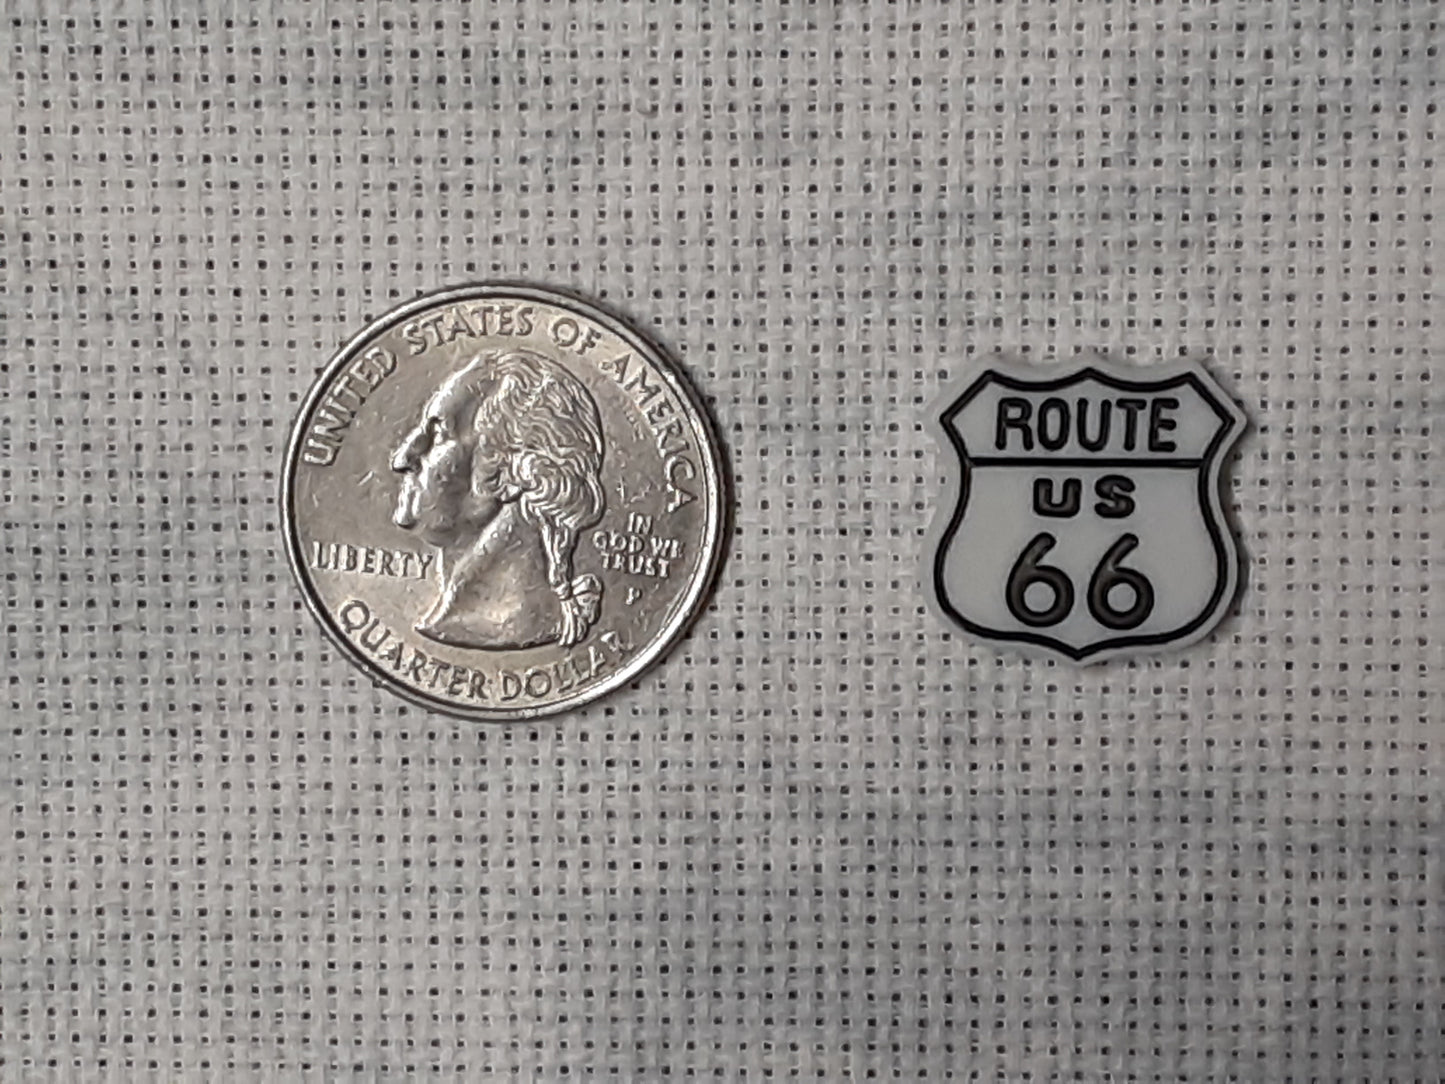 UNITED STATES OF AMERICA
LIBERTY
IN
GOD WE
TRUST
P
QUARTER DOLLAR
ROUTE
US
66